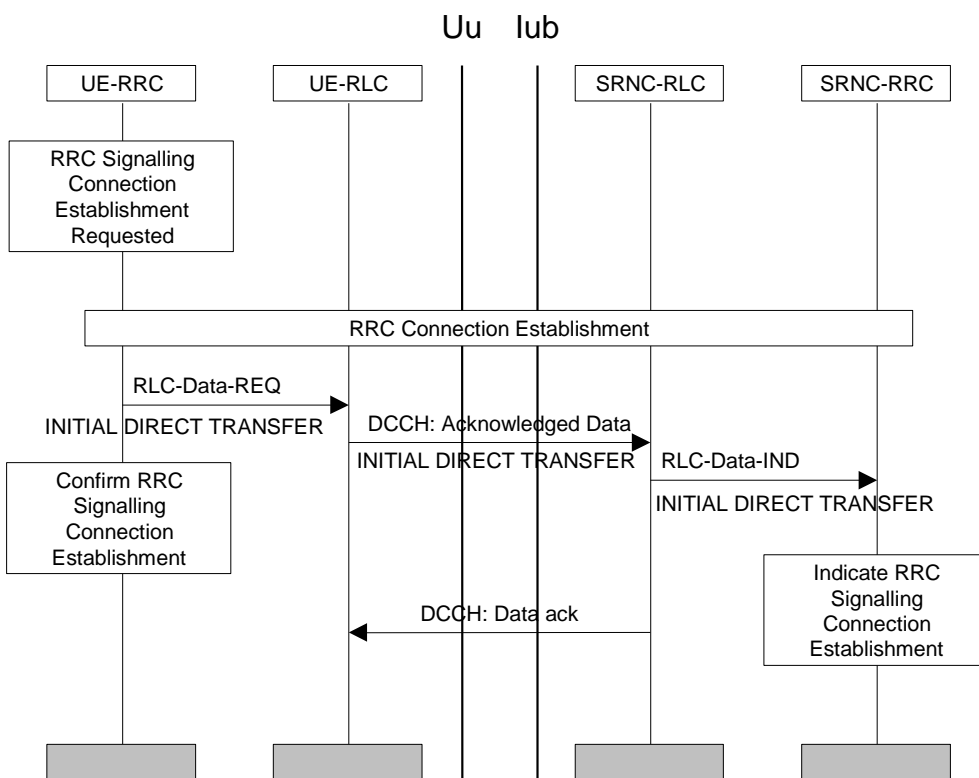 Uu Iub
UE-RRC UE-RLC SRNC-RLC SRNC-RRC
RRC Signalling
Connection
Establishment
Requested
RRC Connection Establishment
RLC-Data-REQ
INITIAL DIRECT TRANSFER
DCCH: Acknowledged Data
INITIAL DIRECT TRANSFER
RLC-Data-IND
INITIAL DIRECT TRANSFER
Confirm RRC
Signalling
Connection
Establishment
Indicate RRC
Signalling
Connection
Establishment
DCCH: Data ack